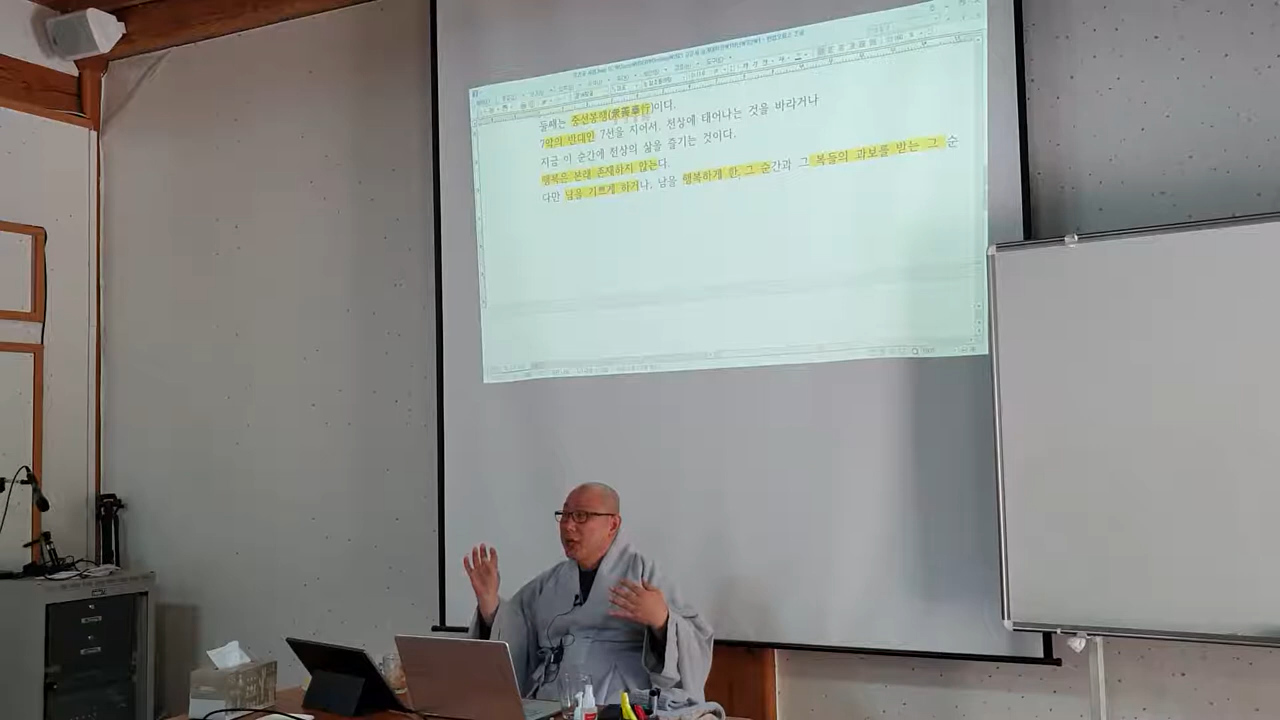 둘째는 중선봉행(衆善奉行)이다.
7악의 반대인 7선을 지어서, 천상에 태어나는 것을 바라거나
지금 이 순간에 천상의 삶을 즐기는 것이다.
행복은 본래 존재하지 않는다.
다만 남을 기쁘게 하거나, 남을 행복하게 한, 그 순간과 그 복들의 과보를 받는 그 순